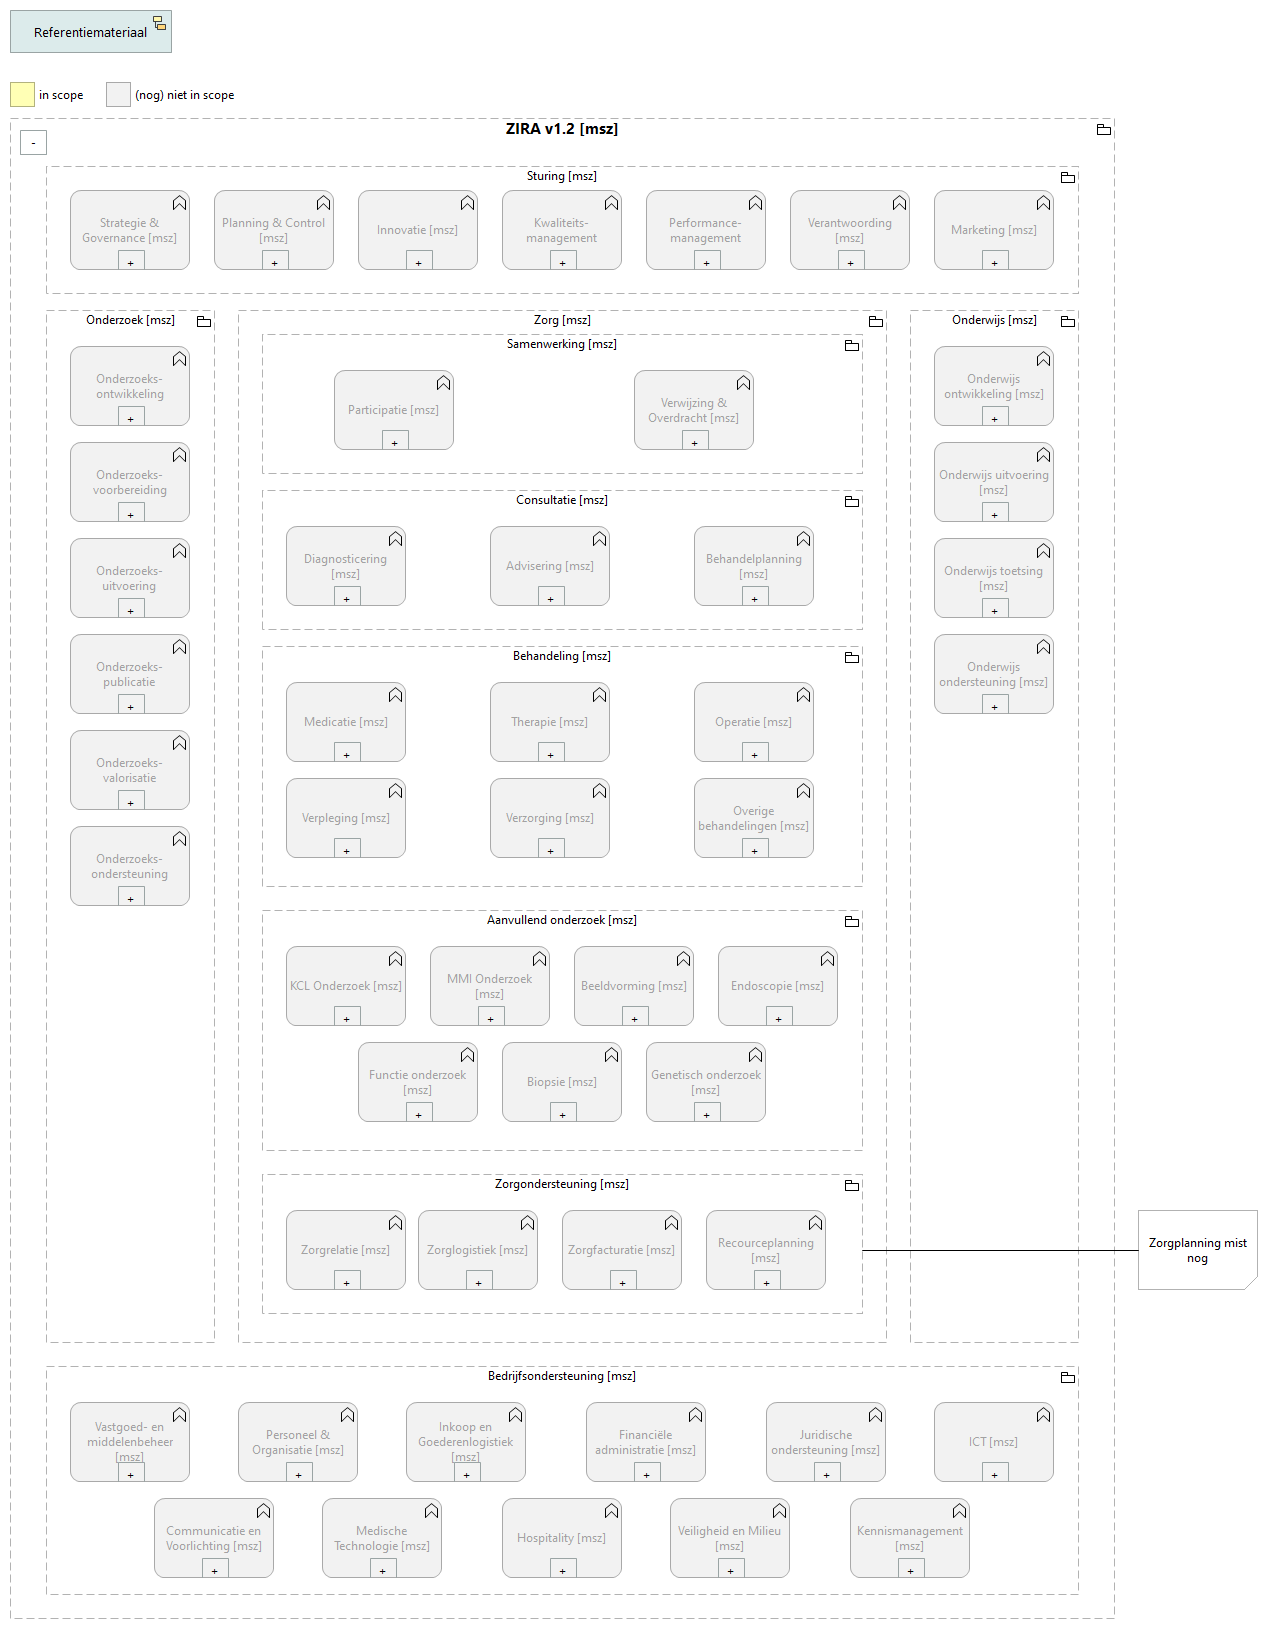 Referentiemateriaal
in scope
(nog) niet in scope
ZIRA v1.2 [msz]
-
Sturing [msz]
Strategie &
Governance [msz]
+
Planning & Control
[msz]
+
Innovatie [msz]
+
Kwaliteits-
management
+
Performance-
management
+
Verantwoording
[msz]
+
Marketing [msz]
+
Onderzoek [msz]
Onderzoeks-
ontwikkeling
+
Onderzoeks-
voorbereiding
+
Onderzoeks-
uitvoering
+
Onderzoeks-
publicatie
+
Onderzoeks-
valorisatie
+
Onderzoeks-
ondersteuning
+
Zorg [msz]
Samenwerking [msz]
Participatie [msz]
+
Verwijzing &
Overdracht [msz]
+
Consultatie [msz]
Diagnosticering
[msz]
+
Advisering [msz]
+
Behandelplanning
[msz]
+
Behandeling [msz]
Medicatie [msz]
+
Therapie [msz]
+
Operatie [msz]
+
Verpleging [msz]
+
Verzorging [msz]
+
Overige
behandelingen [msz]
+
Aanvullend onderzoek [msz]
KCL Onderzoek [msz]
+
MMI Onderzoek
[msz]
+
Beeldvorming [msz]
+
Endoscopie [msz]
+
Functie onderzoek
[msz]
+
Biopsie [msz]
+
Genetisch onderzoek
[msz]
+
Zorgondersteuning [msz]
Zorgrelatie [msz]
+
Zorglogistiek [msz]
+
Zorgfacturatie [msz]
+
Recourceplanning
[msz]
+
Onderwijs [msz]
Onderwijs
ontwikkeling [msz]
+
Onderwijs uitvoering
[msz]
+
Onderwijs toetsing
[msz]
+
Onderwijs
ondersteuning [msz]
+
Zorgplanning mist
nog
Bedrijfsondersteuning [msz]
Vastgoed- en
middelenbeheer
[msz]
+
Personeel &
Organisatie [msz]
+
Inkoop en
Goederenlogistiek
[msz]
+
Financiële
administratie [msz]
+
Juridische
ondersteuning [msz]
+
ICT [msz]
+
Communicatie en
Voorlichting [msz]
+
Medische
Technologie [msz]
+
Hospitality [msz]
+
Veiligheid en Milieu
[msz]
+
Kennismanagement
[msz]
+